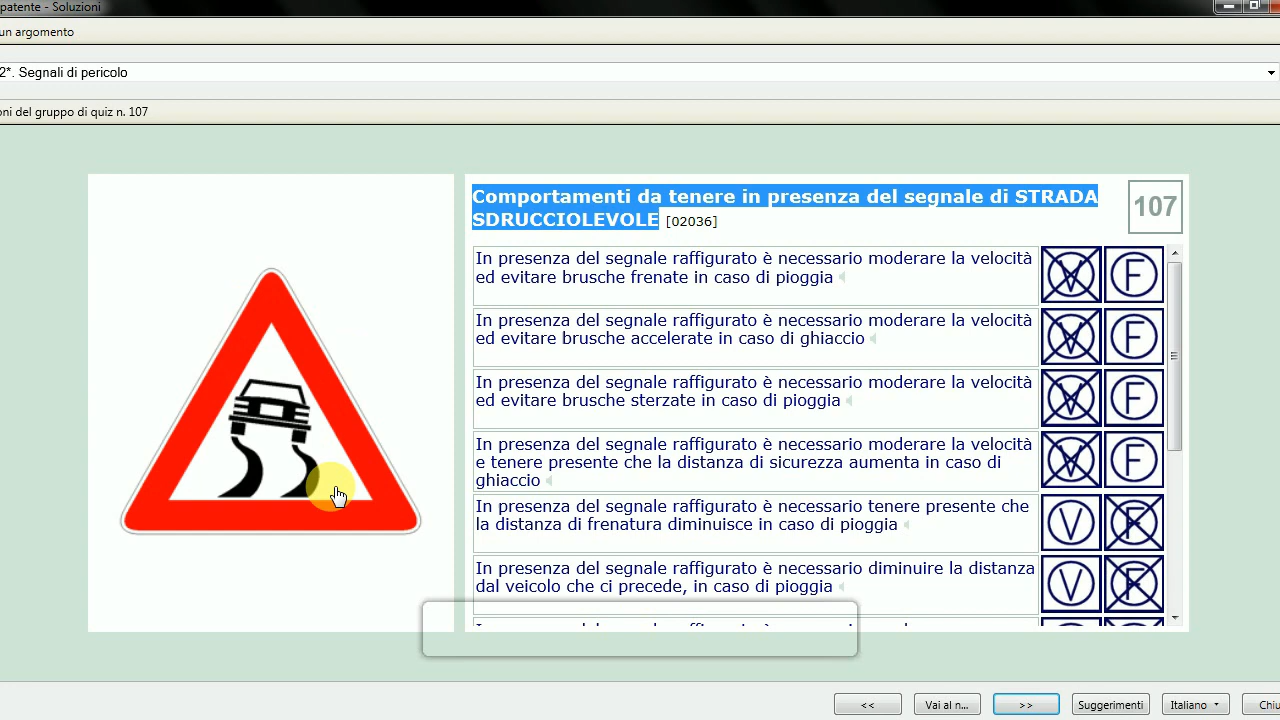 patente - Soluzioni
un argomento
2*. Segnali di pericolo
oni del gruppo di quiz n. 107
Comportamenti da tenere in presenza del segnale di STRADA
SDRUCCIOLEVOLE [02036]
107
In presenza del segnale raffigurato è necessario moderare la velocità
ed evitare brusche frenate in caso di pioggia
V F
In presenza del segnale raffigurato è necessario moderare la velocità
ed evitare brusche accelerate in caso di ghiaccio
V F
In presenza del segnale raffigurato è necessario moderare la velocità
ed evitare brusche sterzate in caso di pioggia
V F
In presenza del segnale raffigurato è necessario moderare la velocità
e tenere presente che la distanza di sicurezza aumenta in caso di
ghiaccio
V F
In presenza del segnale raffigurato è necessario tenere presente che
la distanza di frenatura diminuisce in caso di pioggia
V F
In presenza del segnale raffigurato è necessario diminuire la distanza
dal veicolo che ci precede, in caso di pioggia
V F
<< Vai al n... >> Suggerimenti Italiano Chiu